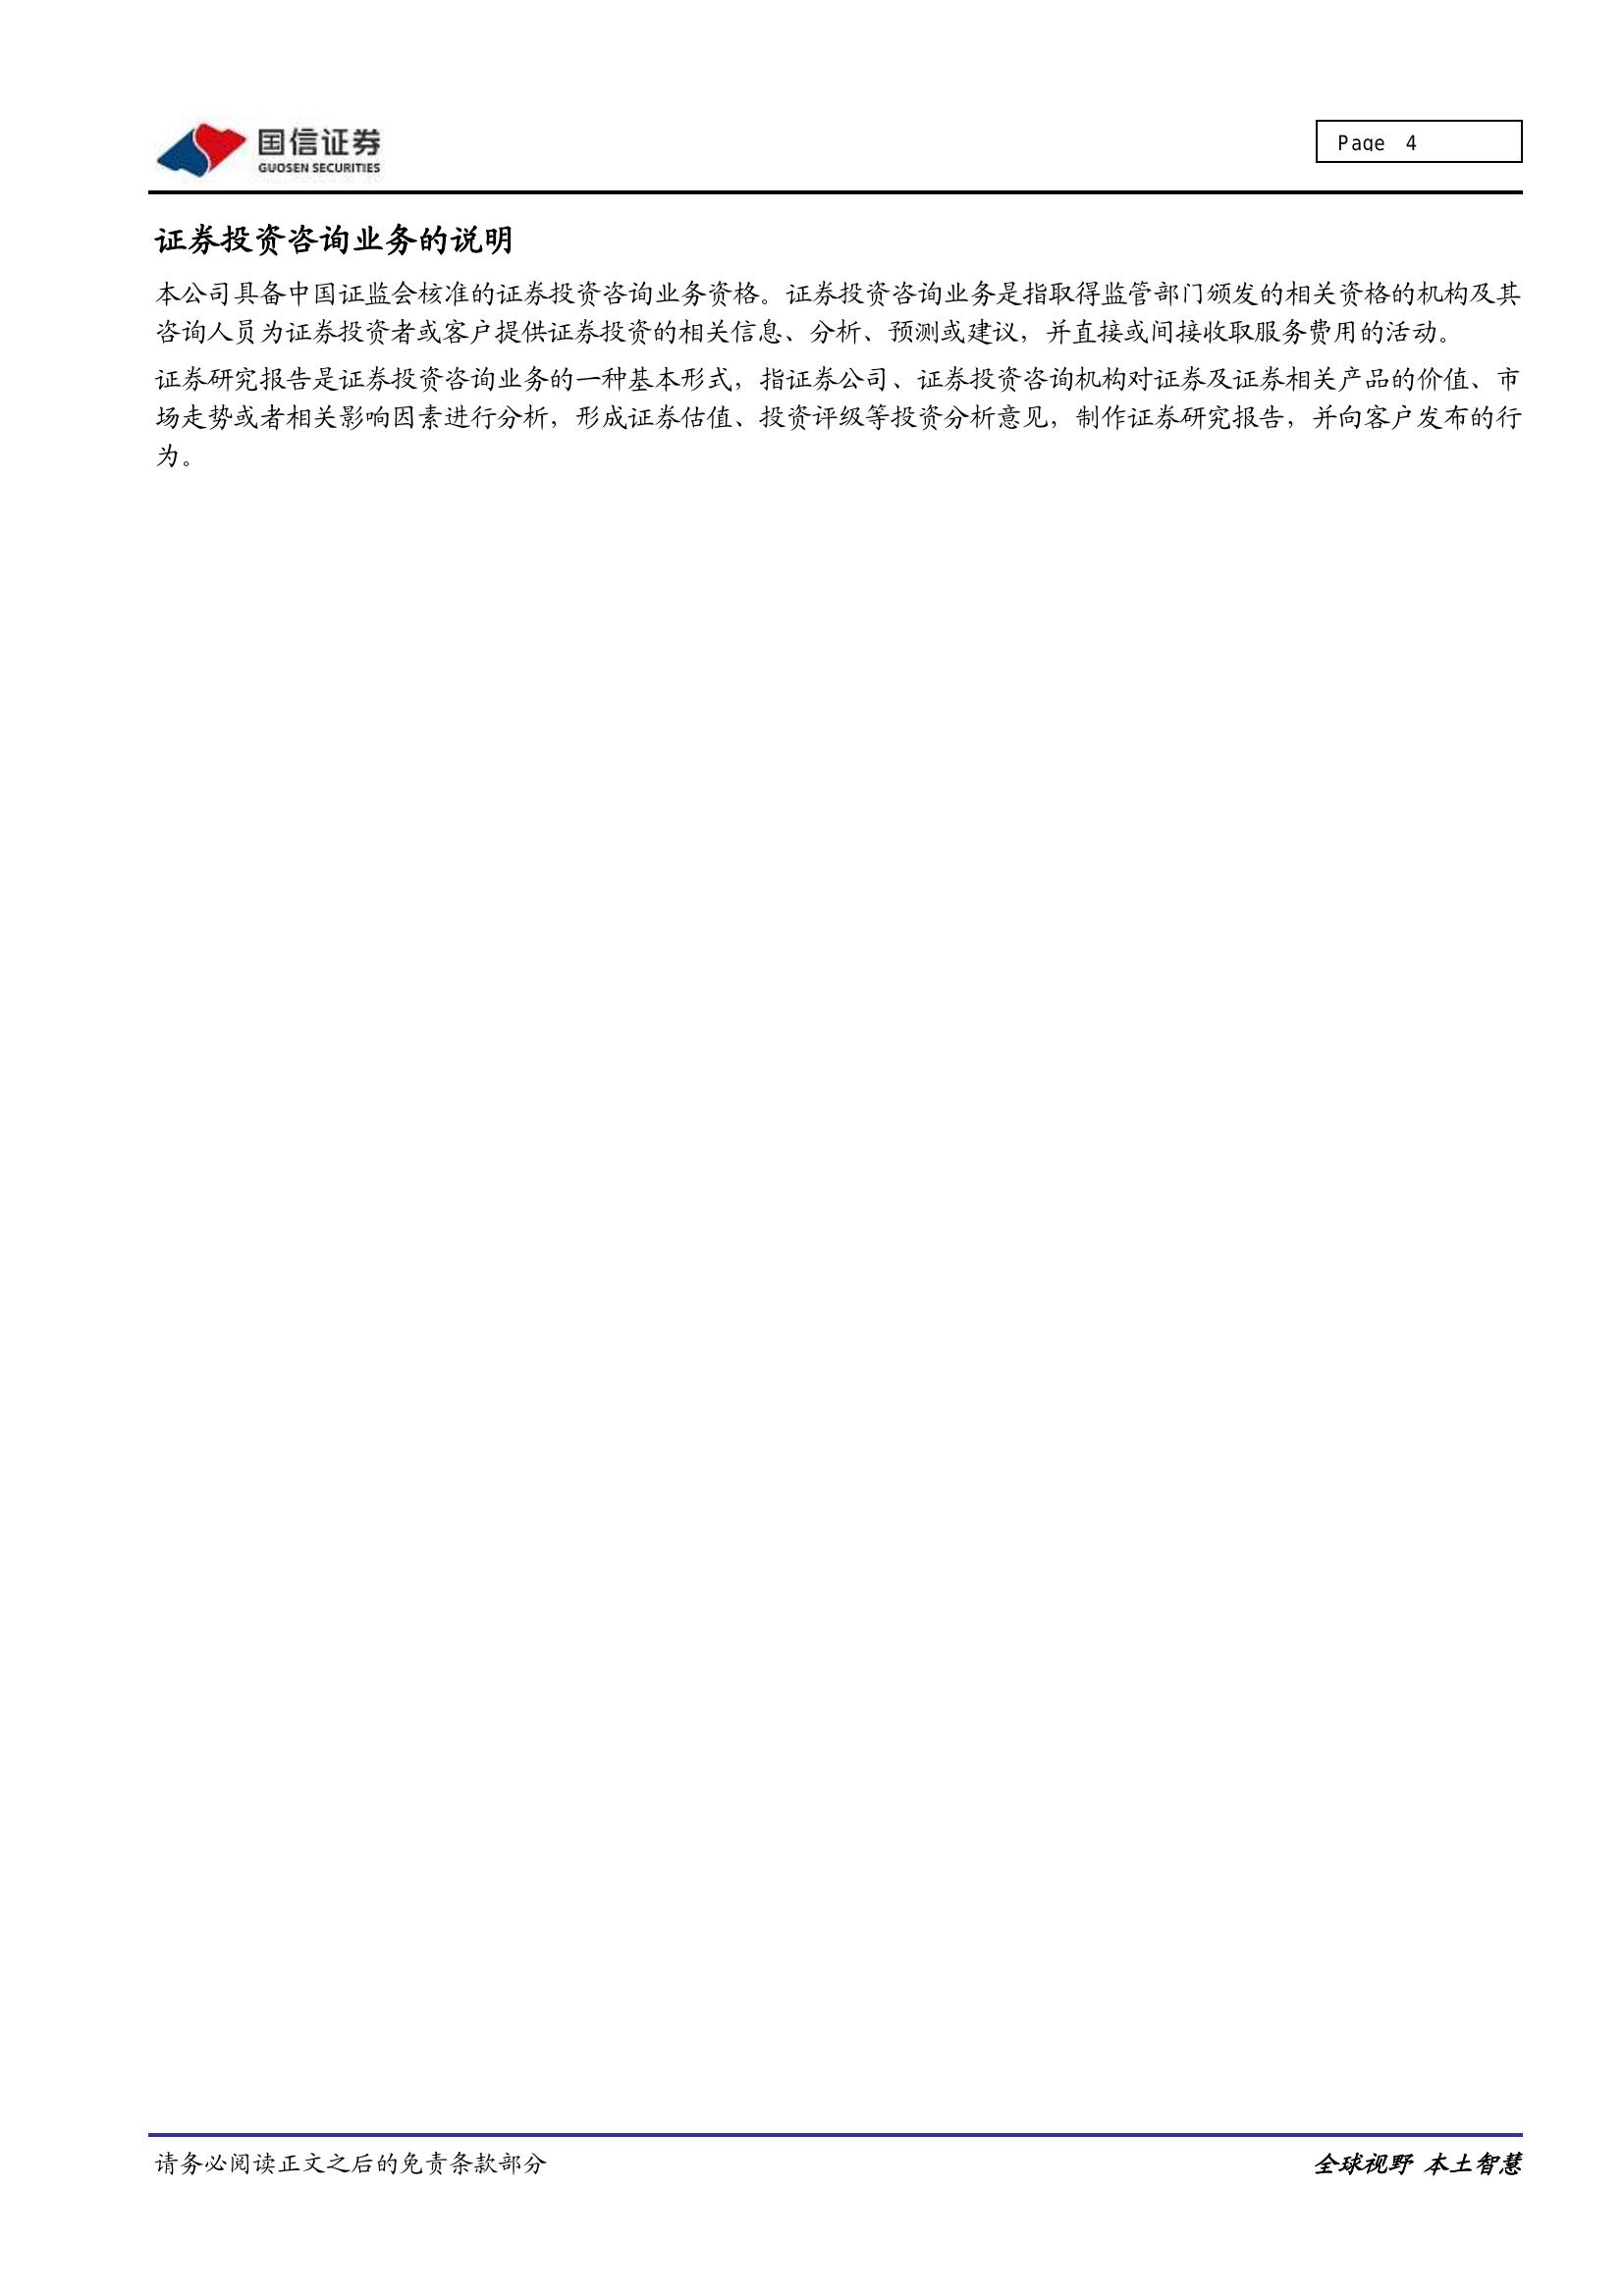 国信证券
GUOSEN SECURITIES
Page 4
证券投资咨询业务的说明
本公司具备中国证监会核准的证券投资咨询业务资格。证券投资咨询业务是指取得监管部门颁发的相关资格的机构及其
咨询人员为证券投资者或客户提供证券投资的相关信息、分析、预测或建议，并直接或间接收取服务费用的活动。
证券研究报告是证券投资咨询业务的一种基本形式，指证券公司、证券投资咨询机构对证券及证券相关产品的价值、市
场走势或者相关影响因素进行分析，形成证券估值、投资评级等投资分析意见，制作证券研究报告，并向客户发布的行
为。
请务必阅读正文之后的免责条款部分
全球视野 本土智慧